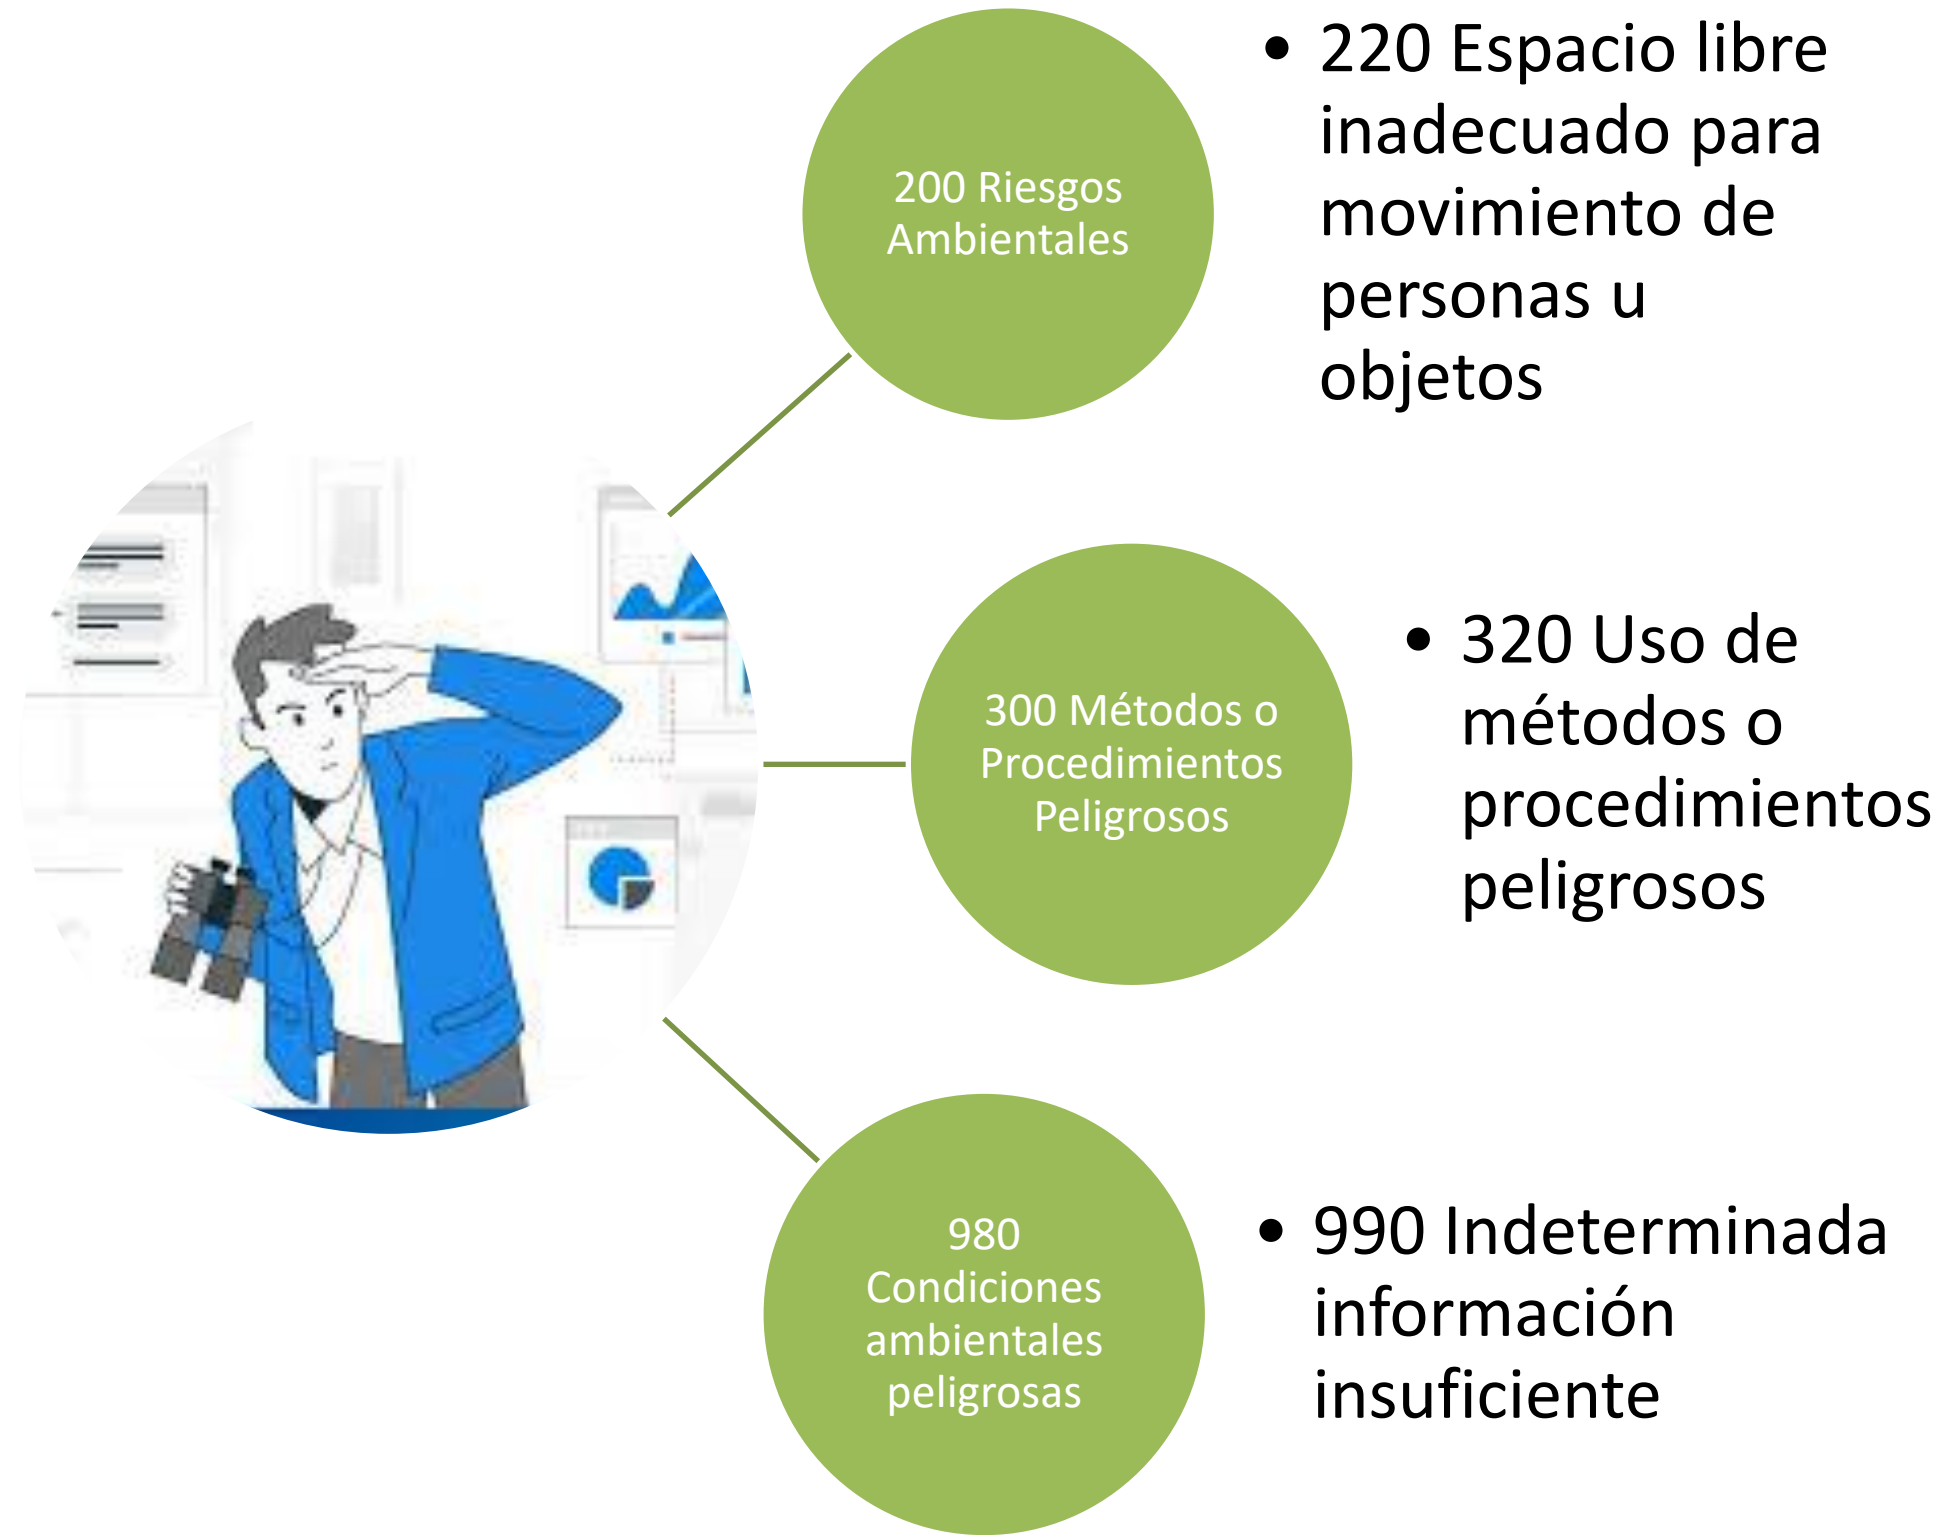 200 Riesgos
Ambientales
• 220 Espacio libre
inadecuado para
movimiento de
personas u
objetos
300 Métodos o
Procedimientos
Peligrosos
• 320 Uso de
métodos o
procedimientos
peligrosos
980
Condiciones
ambientales
peligrosas
• 990 Indeterminada
información
insuficiente